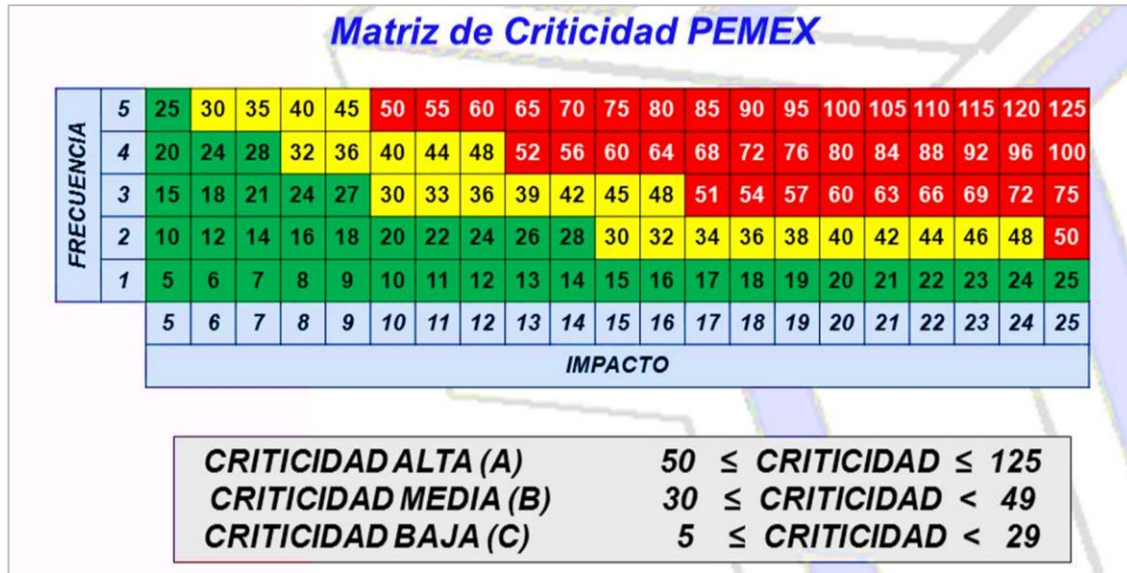 Matriz de Criticidad PEMEX
FRECUENCIA
5 25 30 35 40 45 50 55 60 65 70 75 80 85 90 95 100 105 110 115 120 125
4 20 24 28 32 36 40 44 48 52 56 60 64 68 72 76 80 84 88 92 96 100
3 15 18 21 24 27 30 33 36 39 42 45 48 51 54 57 60 63 66 69 72 75
2 10 12 14 16 18 20 22 24 26 28 30 32 34 36 38 40 42 44 46 48 50
1 5 6 7 8 9 10 11 12 13 14 15 16 17 18 19 20 21 22 23 24 25
5 6 7 8 9 10 11 12 13 14 15 16 17 18 19 20 21 22 23 24 25
IMPACTO
CRITICIDAD ALTA (A) 50 ≤ CRITICIDAD ≤ 125
CRITICIDAD MEDIA (B) 30 ≤ CRITICIDAD < 49
CRITICIDAD BAJA (C) 5 ≤ CRITICIDAD < 29